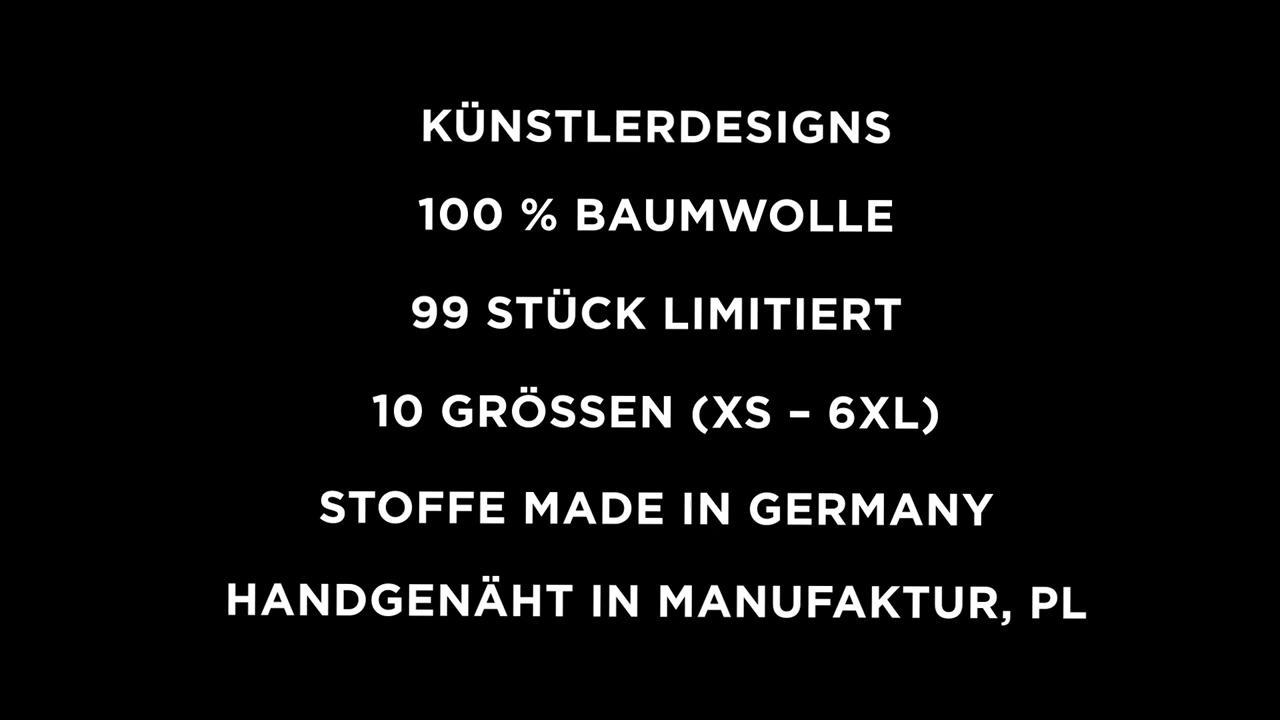 KÜNSTLERDESIGNS
100 % BAUMWOLLE
99 STÜCK LIMITIERT
10 GRÖSSEN (XS – 6XL)
STOFFE MADE IN GERMANY
HANDGENÄHT IN MANUFAKTUR, PL